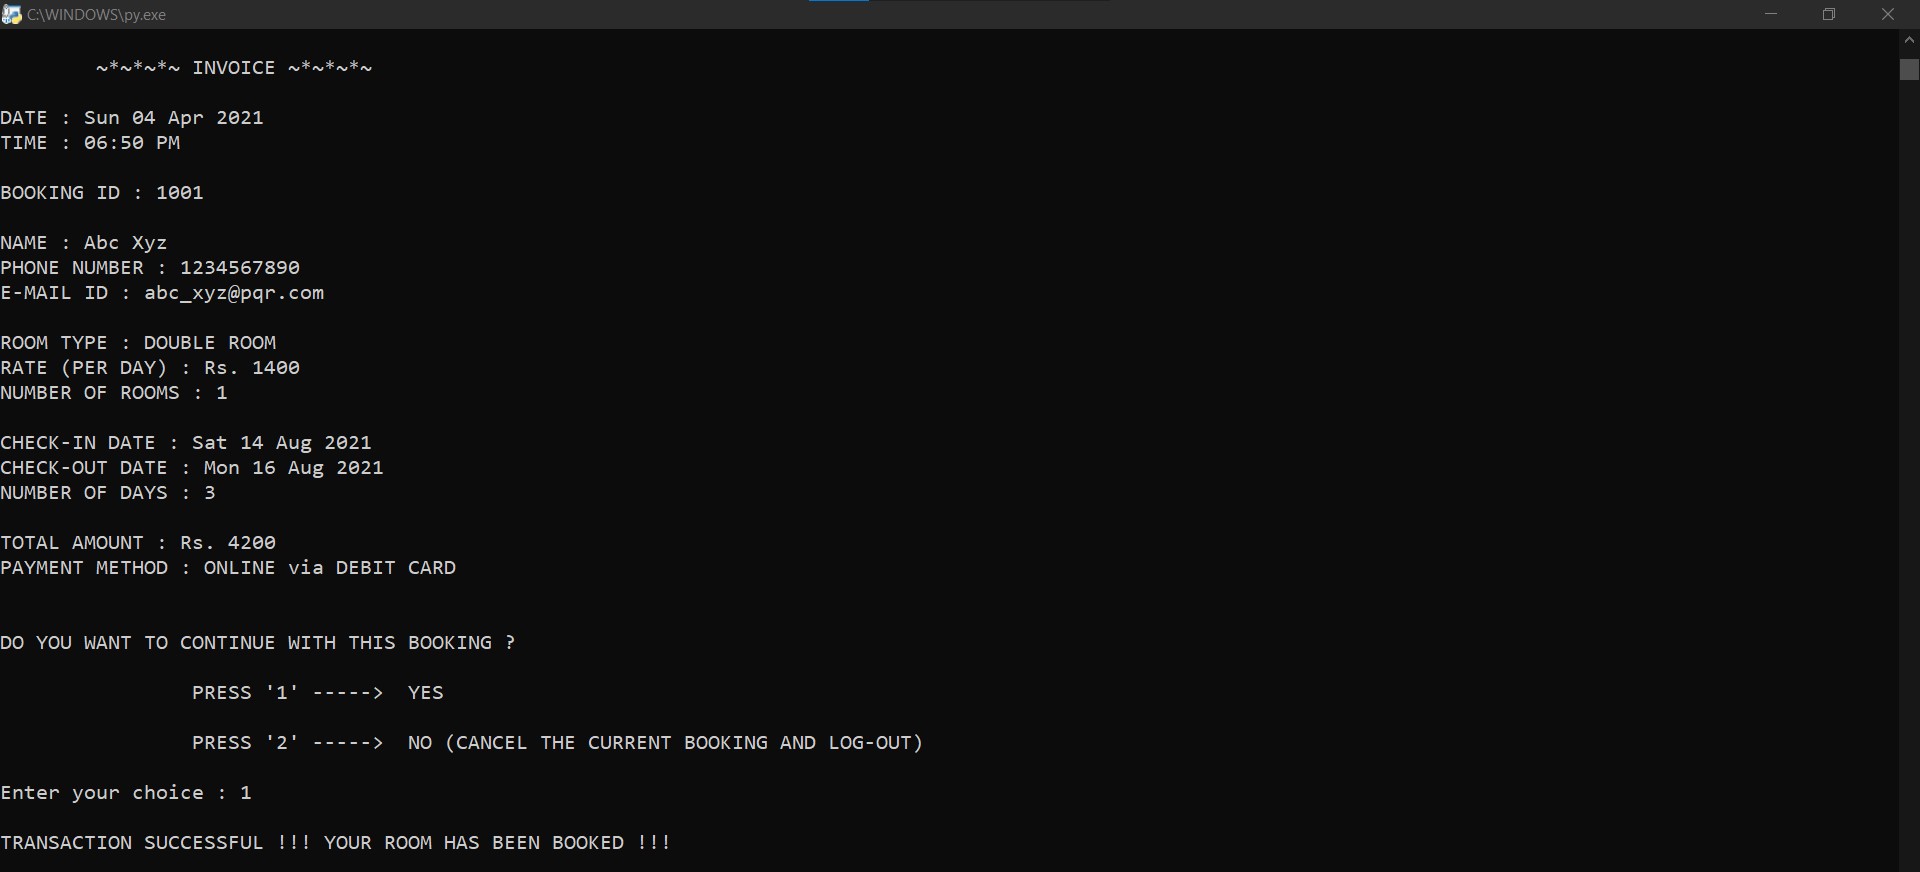 C:\WINDOWS\py.exe
~*~*~*~ INVOICE ~*~*~*~
DATE : Sun 04 Apr 2021
TIME : 06:50 PM
BOOKING ID : 1001
NAME : Abc Xyz
PHONE NUMBER : 1234567890
E-MAIL ID : abc_xyz@pqr.com
ROOM TYPE : DOUBLE ROOM
RATE (PER DAY) : Rs. 1400
NUMBER OF ROOMS : 1
CHECK-IN DATE : Sat 14 Aug 2021
CHECK-OUT DATE : Mon 16 Aug 2021
NUMBER OF DAYS : 3
TOTAL AMOUNT : Rs. 4200
PAYMENT METHOD : ONLINE via DEBIT CARD
DO YOU WANT TO CONTINUE WITH THIS BOOKING ?
PRESS '1' ----->  YES
PRESS '2' ----->  NO (CANCEL THE CURRENT BOOKING AND LOG-OUT)
Enter your choice : 1
TRANSACTION SUCCESSFUL !!! YOUR ROOM HAS BEEN BOOKED !!!